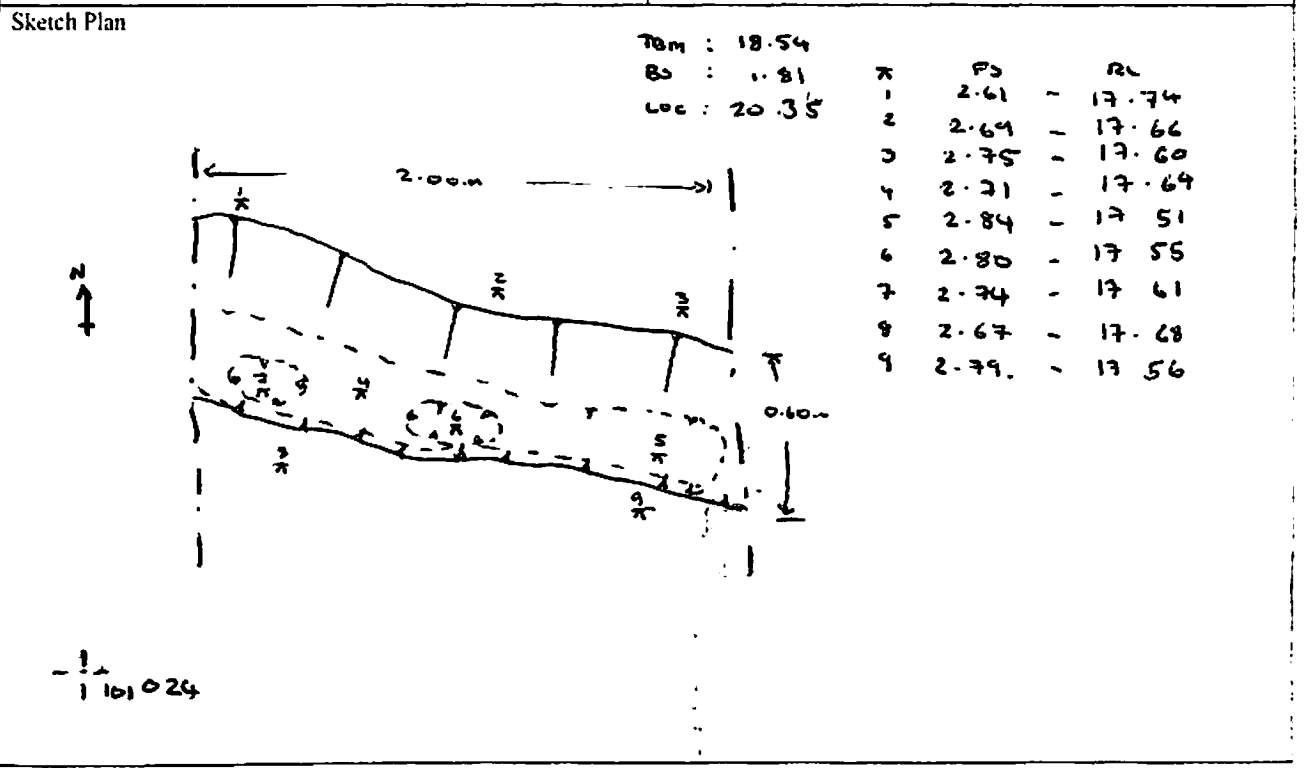 Sketch Plan
TBM : 18.54
BS : 1.81
LOC : 20.35
⊼ FS RL
1 2.61 - 17.74
2 2.69 - 17.66
3 2.75 - 17.60
4 2.71 - 17.64
5 2.84 - 17 51
6 2.80 - 17 55
7 2.74 - 17 61
8 2.67 - 17.68
9 2.79. - 17 56
2.00m
1
2
3
N
0.60m
6
5
9
101024